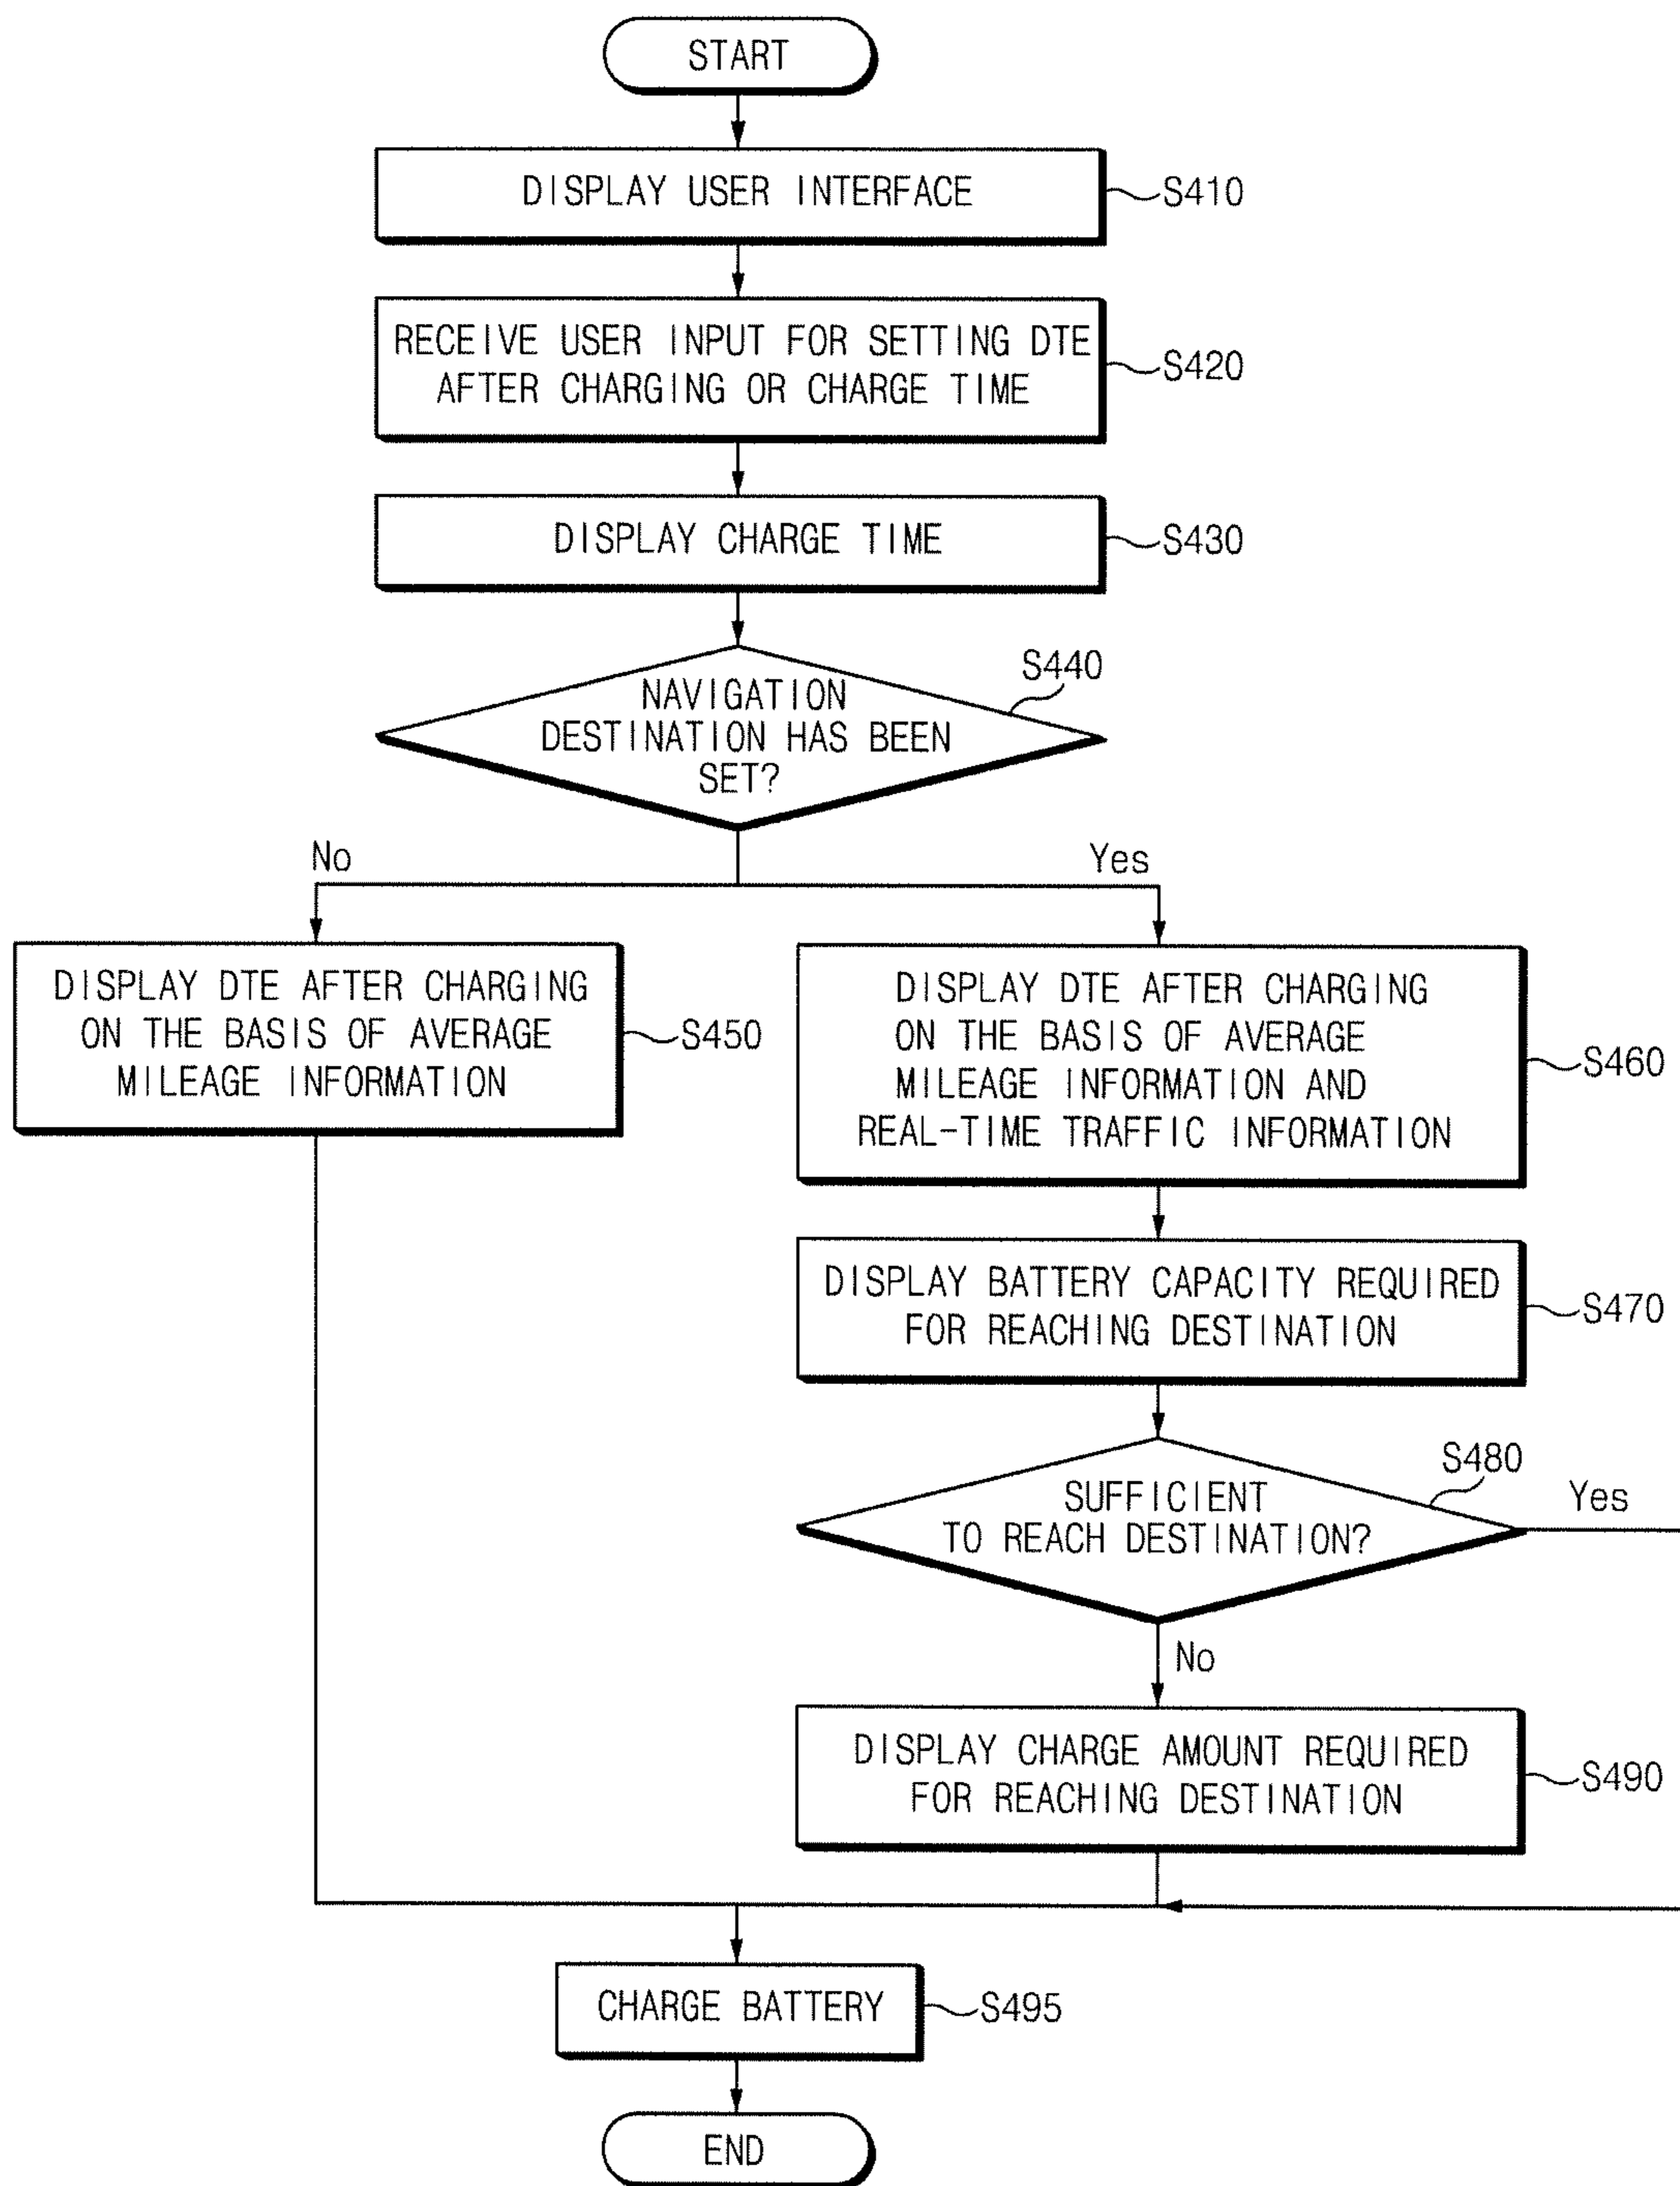 START
DISPLAY USER INTERFACE
S410
RECEIVE USER INPUT FOR SETTING DTE
AFTER CHARGING OR CHARGE TIME
S420
DISPLAY CHARGE TIME
S430
S440
NAVIGATION
DESTINATION HAS BEEN
SET?
No
Yes
DISPLAY DTE AFTER CHARGING
ON THE BASIS OF AVERAGE
MILEAGE INFORMATION
S450
DISPLAY DTE AFTER CHARGING
ON THE BASIS OF AVERAGE
MILEAGE INFORMATION AND
REAL-TIME TRAFFIC INFORMATION
S460
DISPLAY BATTERY CAPACITY REQUIRED
FOR REACHING DESTINATION
S470
S480
SUFFICIENT
TO REACH DESTINATION?
Yes
No
DISPLAY CHARGE AMOUNT REQUIRED
FOR REACHING DESTINATION
S490
CHARGE BATTERY
S495
END